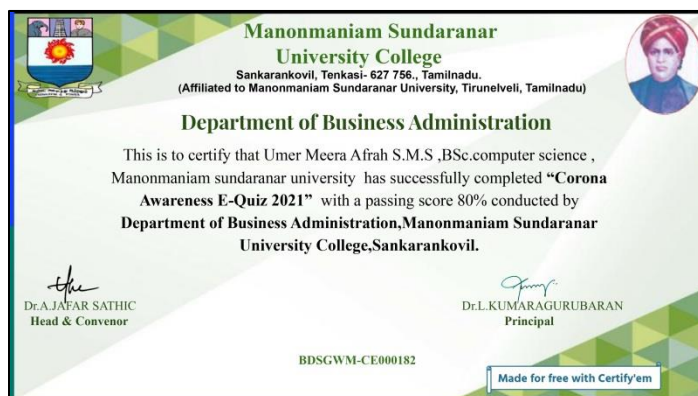 Manonmaniam Sundaranar
University College
Sankarankovil, Tenkasi- 627 756., Tamilnadu.
(Affiliated to Manonmaniam Sundaranar University, Tirunelveli, Tamilnadu)
Department of Business Administration
This is to certify that Umer Meera Afrah S.M.S ,BSc.computer science ,
Manonmaniam sundaranar university has successfully completed “Corona
Awareness E-Quiz 2021” with a passing score 80% conducted by
Department of Business Administration,Manonmaniam Sundaranar
University College,Sankarankovil.
Dr.A.JAFAR SATHIC
Head & Convenor
Dr.L.KUMARAGURUBARAN
Principal
BDSGWM-CE000182
Made for free with Certify'em